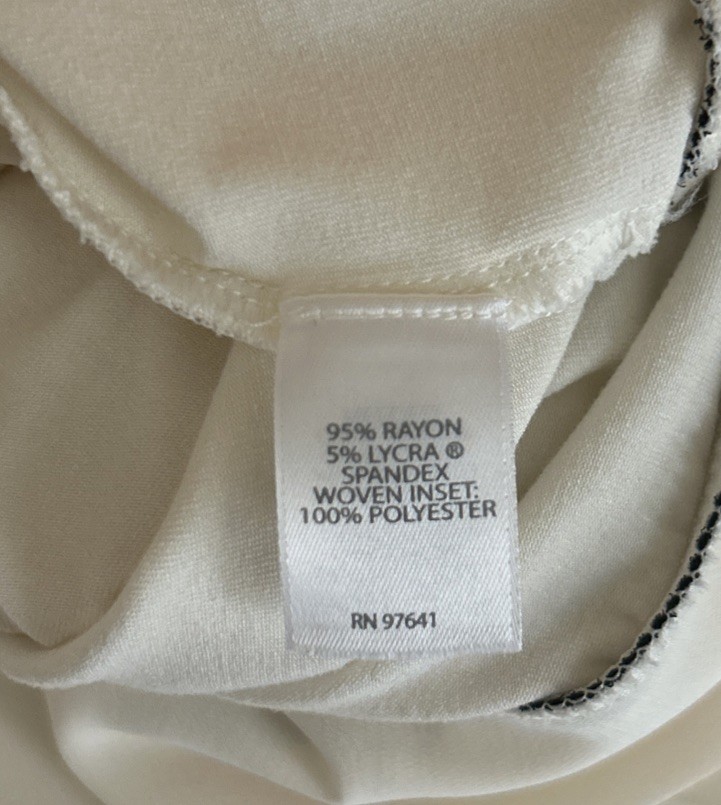 95% RAYON
5% LYCRA ®
SPANDEX
WOVEN INSET:
100% POLYESTER
RN 97641